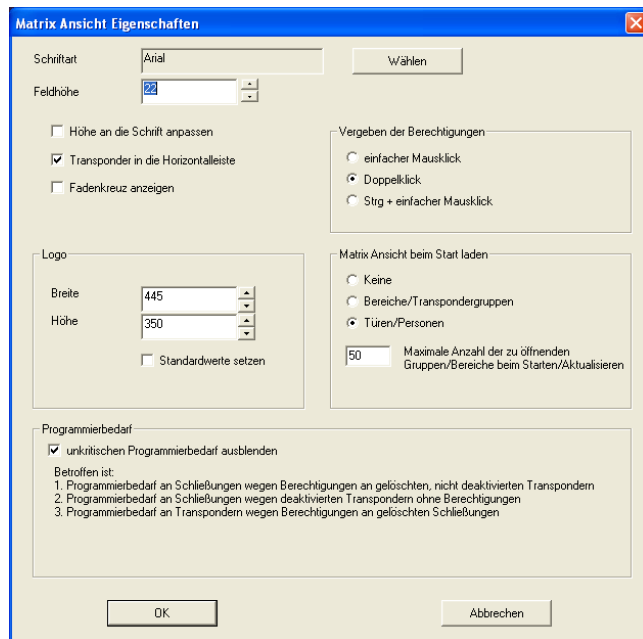 Matrix Ansicht Eigenschaften
Schriftart
Arial
Wählen
Feldhöhe
22
Höhe an die Schrift anpassen
Transponder in die Horizontalleiste
Fadenkreuz anzeigen
Vergeben der Berechtigungen
einfacher Mausklick
Doppelklick
Strg + einfacher Mausklick
Logo
Breite
445
Höhe
350
Standardwerte setzen
Matrix Ansicht beim Start laden
Keine
Bereiche/Transpondergruppen
Türen/Personen
50
Maximale Anzahl der zu öffnenden
Gruppen/Bereiche beim Starten/Aktualisieren
Programmierbedarf
unkritischen Programmierbedarf ausblenden
Betroffen ist:
1. Programmierbedarf an Schließungen wegen Berechtigungen an gelöschten, nicht deaktivierten Transpondern
2. Programmierbedarf an Schließungen wegen deaktivierten Transpondern ohne Berechtigungen
3. Programmierbedarf an Transpondern wegen Berechtigungen an gelöschten Schließungen
OK
Abbrechen